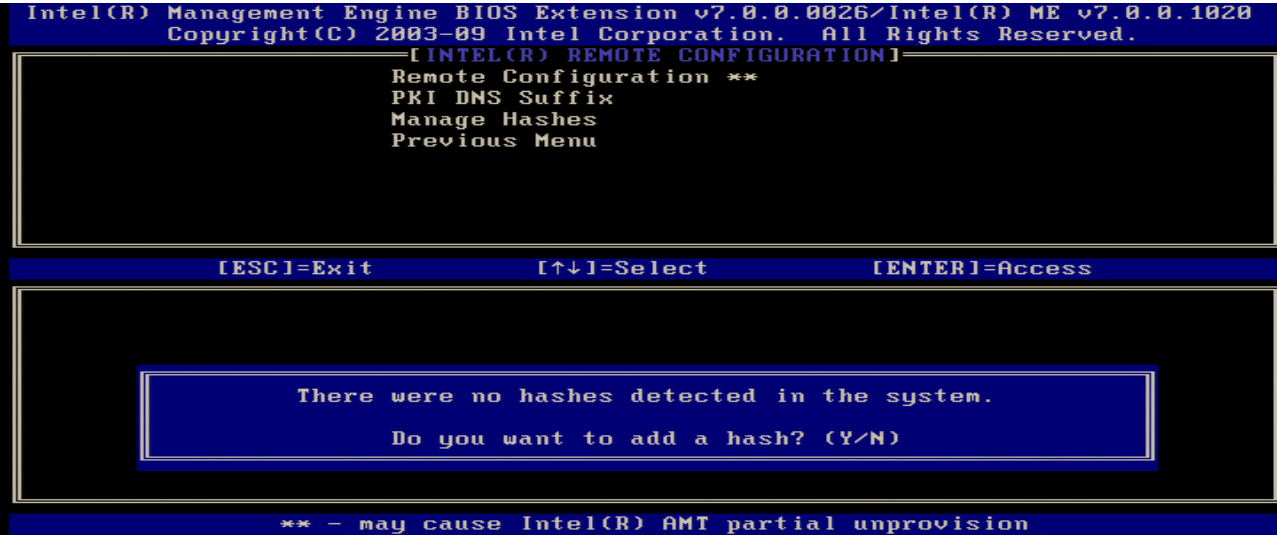 Intel(R) Management Engine BIOS Extension v7.0.0.0026/Intel(R) ME v7.0.0.1020
Copyright(C) 2003-09 Intel Corporation. All Rights Reserved.
[INTEL(R) REMOTE CONFIGURATION]
Remote Configuration **
PKI DNS Suffix
Manage Hashes
Previous Menu
[ESC]=Exit [↑↓]=Select [ENTER]=Access
There were no hashes detected in the system.
Do you want to add a hash? (Y/N)
** - may cause Intel(R) AMT partial unprovision